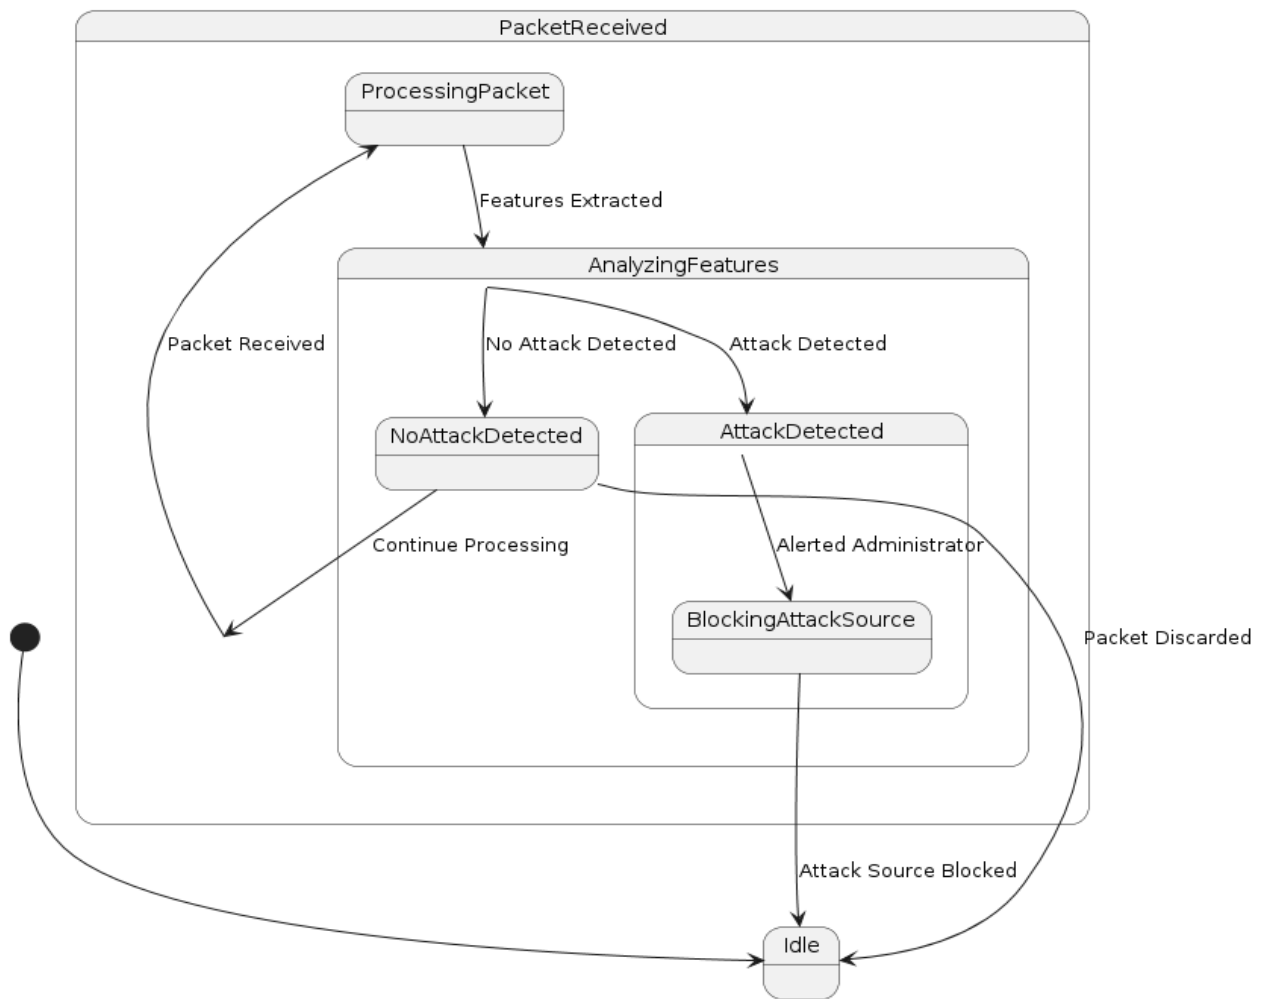 PacketReceived
ProcessingPacket
Features Extracted
AnalyzingFeatures
Packet Received
No Attack Detected
Attack Detected
NoAttackDetected
AttackDetected
Continue Processing
Alerted Administrator
BlockingAttackSource
Packet Discarded
Attack Source Blocked
Idle